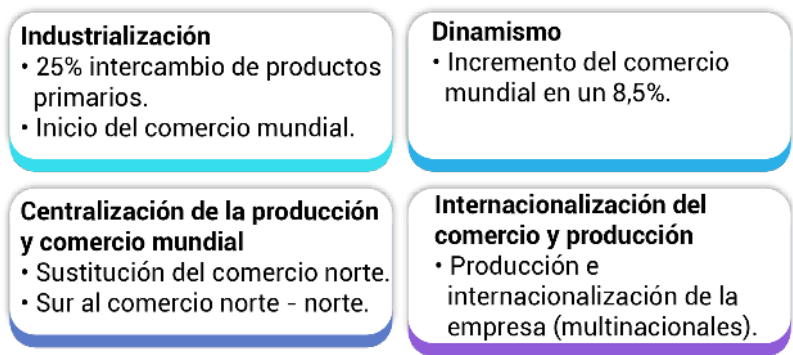 Industrialización
• 25% intercambio de productos
primarios.
• Inicio del comercio mundial.
Dinamismo
• Incremento del comercio
mundial en un 8,5%.
Centralización de la producción
y comercio mundial
• Sustitución del comercio norte.
• Sur al comercio norte - norte.
Internacionalización del
comercio y producción
• Producción e
internacionalización de la
empresa (multinacionales).